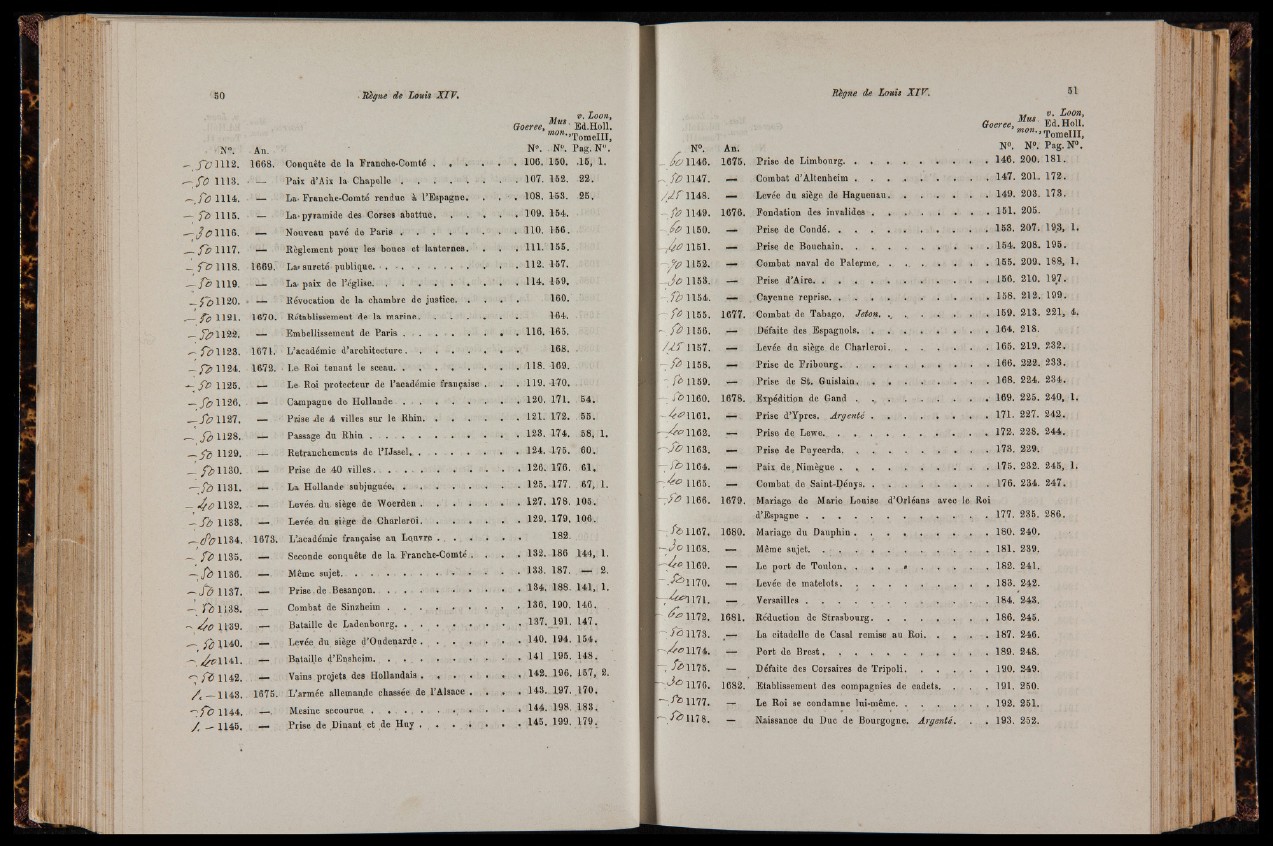 50 Règne de Louis XIV.
Goeree, Mus. mon., v. Loon, Ed. Holl. TomeIII,
N°. An. N°. N°. Pag. N°.
1112. 1668. Conquête de la Franche-Comté . . . . . . 106. 150. 15, 1.
1113. — Paix d'Aix la Chapelle . . . . . . . 107. 152. 22.
1114. — La Franche-Comté rendue à l'Espagne. . . . 108. 153. 25.
1115. — La pyramide des Corses abattue. . . . . . 109. 154.
1116. — Nouveau pavé de Paris . . . . . . . 110. 156.
1117. — Règlement pour les boues et lanternes. . . . 111. 155.
1118. 1669. La sureté publique. . . . . . . . . 112. 157.
1119. — La paix de l'église. . . . . . . . . 114. 159.
1120. — Révocation de la chambre de justice. . . . . 160.
1121. 1670. Rétablissement de la marine. . . . . . 164.
1122. — Embellissement de Paris . . . . . . . 116. 165.
1123. 1671. L'académie d'architecture. . . . . . . 168.
1124. 1672. Le Roi tenant le sceau. . . . . . . . 118. 169.
1125. — Le Roi protecteur de l'académie française . . . 119. 170.
1126. — Campagne de Hollande . . . . . . . 120. 171. 54.
1127. — Prise de 4 villes sur le Rhin. . . . . . . 121. 172. 55.
1128. — Passage du Rhin . . . . . . . . . 123. 174. 58, 1.
1129. — Retranchements de l'IJssel. . . . . . . 124. 175. 60.
1130. — Prise de 40 villes. . . . . . . . . 126. 176. 61.
1131. — La Hollande subjuguée. . . . . . . . 125. 177. 67, 1.
1132. — Levée du siège de Woerden . . . . . . 127. 178. 105.
1133. — Levée du siège de Charleroi. . . . . . . 129. 179. 106.
1134. 1673. L'académie française au Louvre . . . . . 182.
1135. — Seconde conquête de la Franche-Comté . . . . 132. 186 144, 1.
1136. — Même sujet. . . . . . . . . . 133. 187. — 2.
1137. — Prise de Besançon. . . . . . . . . 134. 188. 141, 1.
1138. — Combat de Sinzheim . . . . . . . . 136. 190. 146.
1139. — Bataille de Ladenbourg. . . . . . . . 137. 191. 147.
1140. — Levée du siège d'Oudenarde . . . . . . 140. 194. 154.
1141. — Bataille d'Ensheim. . . . . . . . . 141 195. 148.
1142. — Vains projets des Hollandais . . . . . . 142. 196. 157, 2.
1143. 1675. L'armée allemande chassée de l'Alsace . . . . 143. 197. 170.
1144. — Mesine secourue . . . . . . . . . 144. 198. 183.
1145. — Prise de Dinant et de Huy . . . . . . 145. 199. 179.
Règne de Louis XIV. 51
Goeree, Mus. mon., v. Loon, Ed. Holl. TomeIII,
N°. An. N°. N°. Pag. N°.
1146. 1675. Prise de Limbourg. . . . . . . . . 146. 200. 181.
1147. — Combat d'Altenheim . . . . . . . . 147. 201. 172.
1148. — Levée du siège de Haguenau. . . . . . . 149. 203. 173.
1149. 1676. Fondation des invalides . . . . . . . 151. 205.
1150. — Prise de Condé. . . . . . . . . . 153. 207. 193, 1.
1151. — Prise de Bouchain. . . . . . . . . 154. 208. 195.
1152. — Combat naval de Palerme. . . . . . . . 155. 209. 188, 1.
1153. — Prise d'Aire. . . . . . . . . . . 156. 210. 197.
1154. — Cayenne reprise. . . . . . . . . . 158. 212. 199.
1155. 1677. Combat de Tabago. Jeton. . . . . . . . 159. 213. 221, 4.
1156. — Défaite des Espagnols. . . . . . . . 164. 218.
1157. — Levée du siège de Charleroi. . . . . . . 165. 219. 232.
1158. — Prise de Fribourg. . . . . . . . . 166. 222. 233.
1159. — Prise de St. Guislain. . . . . . . . 168. 224. 234.
1160. 1678. Expédition de Gand . . . . . . . . 169. 225. 240, 1.
1161. — Prise d'Ypres. Argenté . . . . . . . 171. 227. 242.
1162. — Prise de Lewe. . . . . . . . . . 172. 228. 244.
1163. — Prise de Puycerda. . . . . . . . . 173. 229.
1164. — Paix de Nimègue . . . . . . . . . 175. 232. 245, 1.
1165. — Combat de Saint-Dénys. . . . . . . . 176. 234. 247.
1166. 1679. Mariage de Marie Louise d'Orléans avec le Roi
d'Espagne . . . . . . . . . . 177. 235. 286.
1167. 1680. Mariage du Dauphin . . . . . . . . 180. 240.
1168. — Même sujet. . . . . . . . . . 181. 239.
1169. — Le port de Toulon. . . . . . . . . 182. 241.
1170. — Levée de matelots. . . . . . . . . 183. 242.
1171. — Versailles . . . . . . . . . . 184. 243.
1172. 1681. Réduction de Strasbourg. . . . . . . . 186. 245.
1173. — La citadelle de Casal remise au Roi. . . . . 187. 246.
1174. — Port de Brest. . . . . . . . . . 189. 248.
1175. — Défaite des Corsaires de Tripoli. . . . . . 190. 249.
1176. 1682. Etablissement des compagnies de cadets. . . . 191. 250.
1177. — Le Roi se condamne lui-même. . . . . . . 192. 251.
1178. — Naissance du Duc de Bourgogne. Argenté. . . 193. 252.